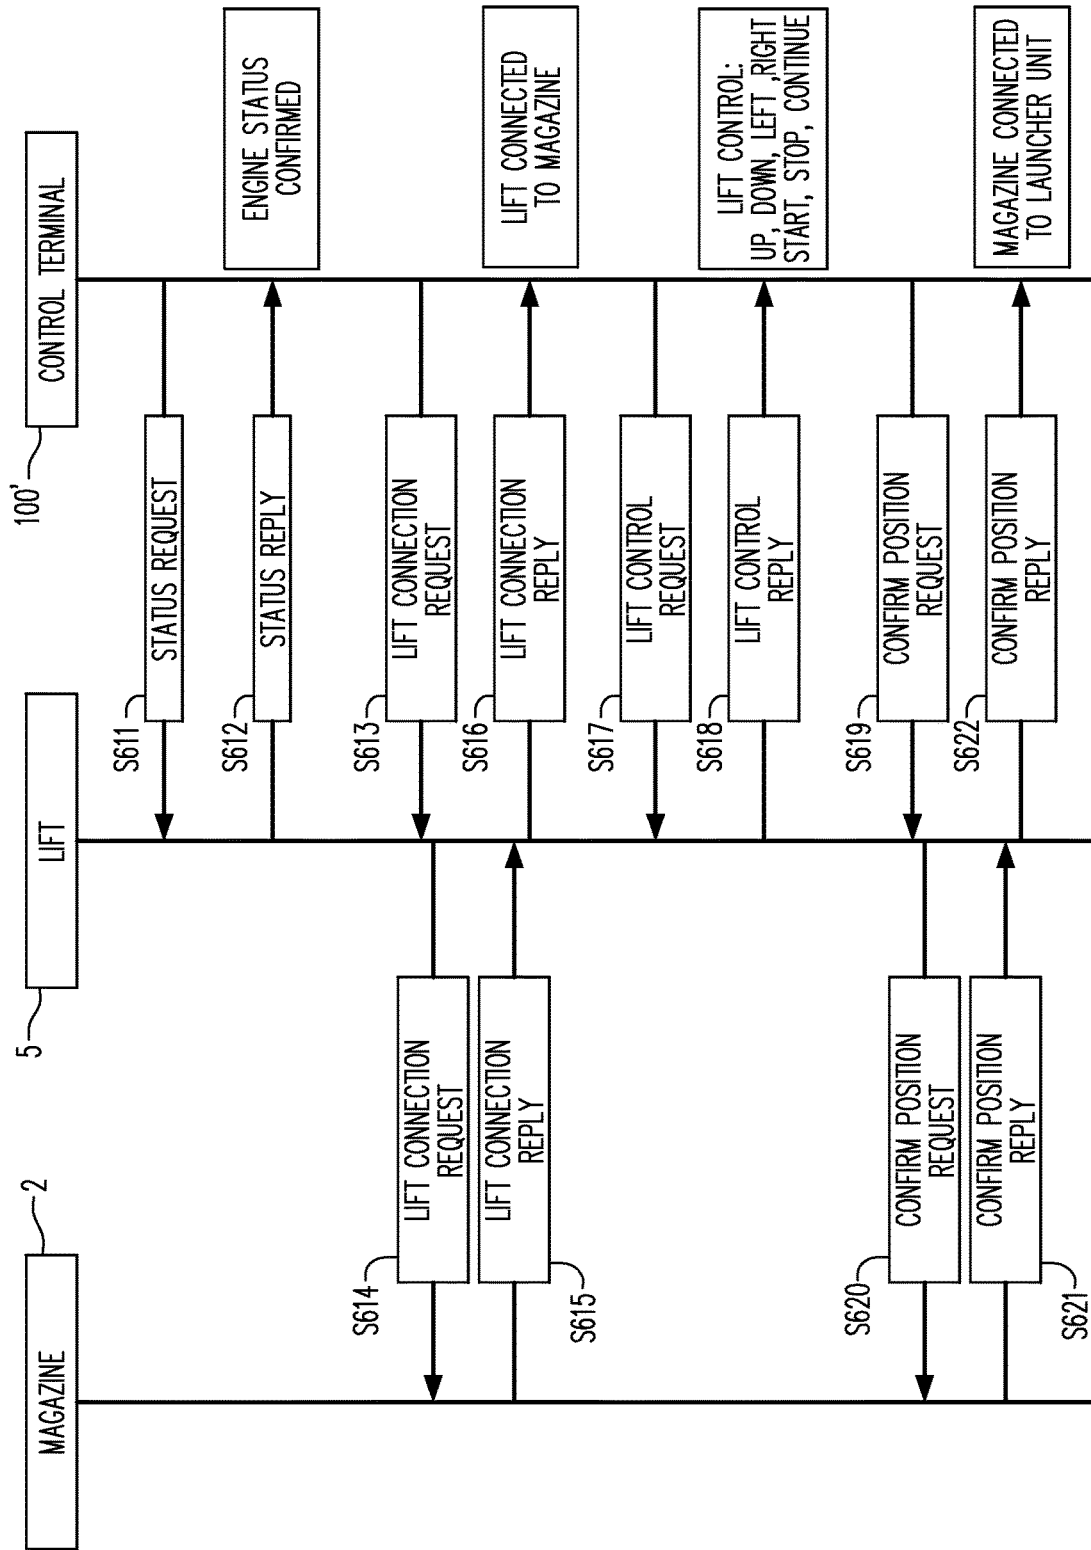 MAGAZINE
2
LIFT
5
CONTROL TERMINAL
100'
S611
STATUS REQUEST
S612
STATUS REPLY
ENGINE STATUS
CONFIRMED
S613
LIFT CONNECTION
REQUEST
S614
LIFT CONNECTION
REQUEST
S615
LIFT CONNECTION
REPLY
S616
LIFT CONNECTION
REPLY
LIFT CONNECTED
TO MAGAZINE
S617
LIFT CONTROL
REQUEST
S618
LIFT CONTROL
REPLY
LIFT CONTROL:
UP, DOWN, LEFT ,RIGHT
START, STOP, CONTINUE
S619
CONFIRM POSITION
REQUEST
S620
CONFIRM POSITION
REQUEST
S621
CONFIRM POSITION
REPLY
S622
CONFIRM POSITION
REPLY
MAGAZINE CONNECTED
TO LAUNCHER UNIT